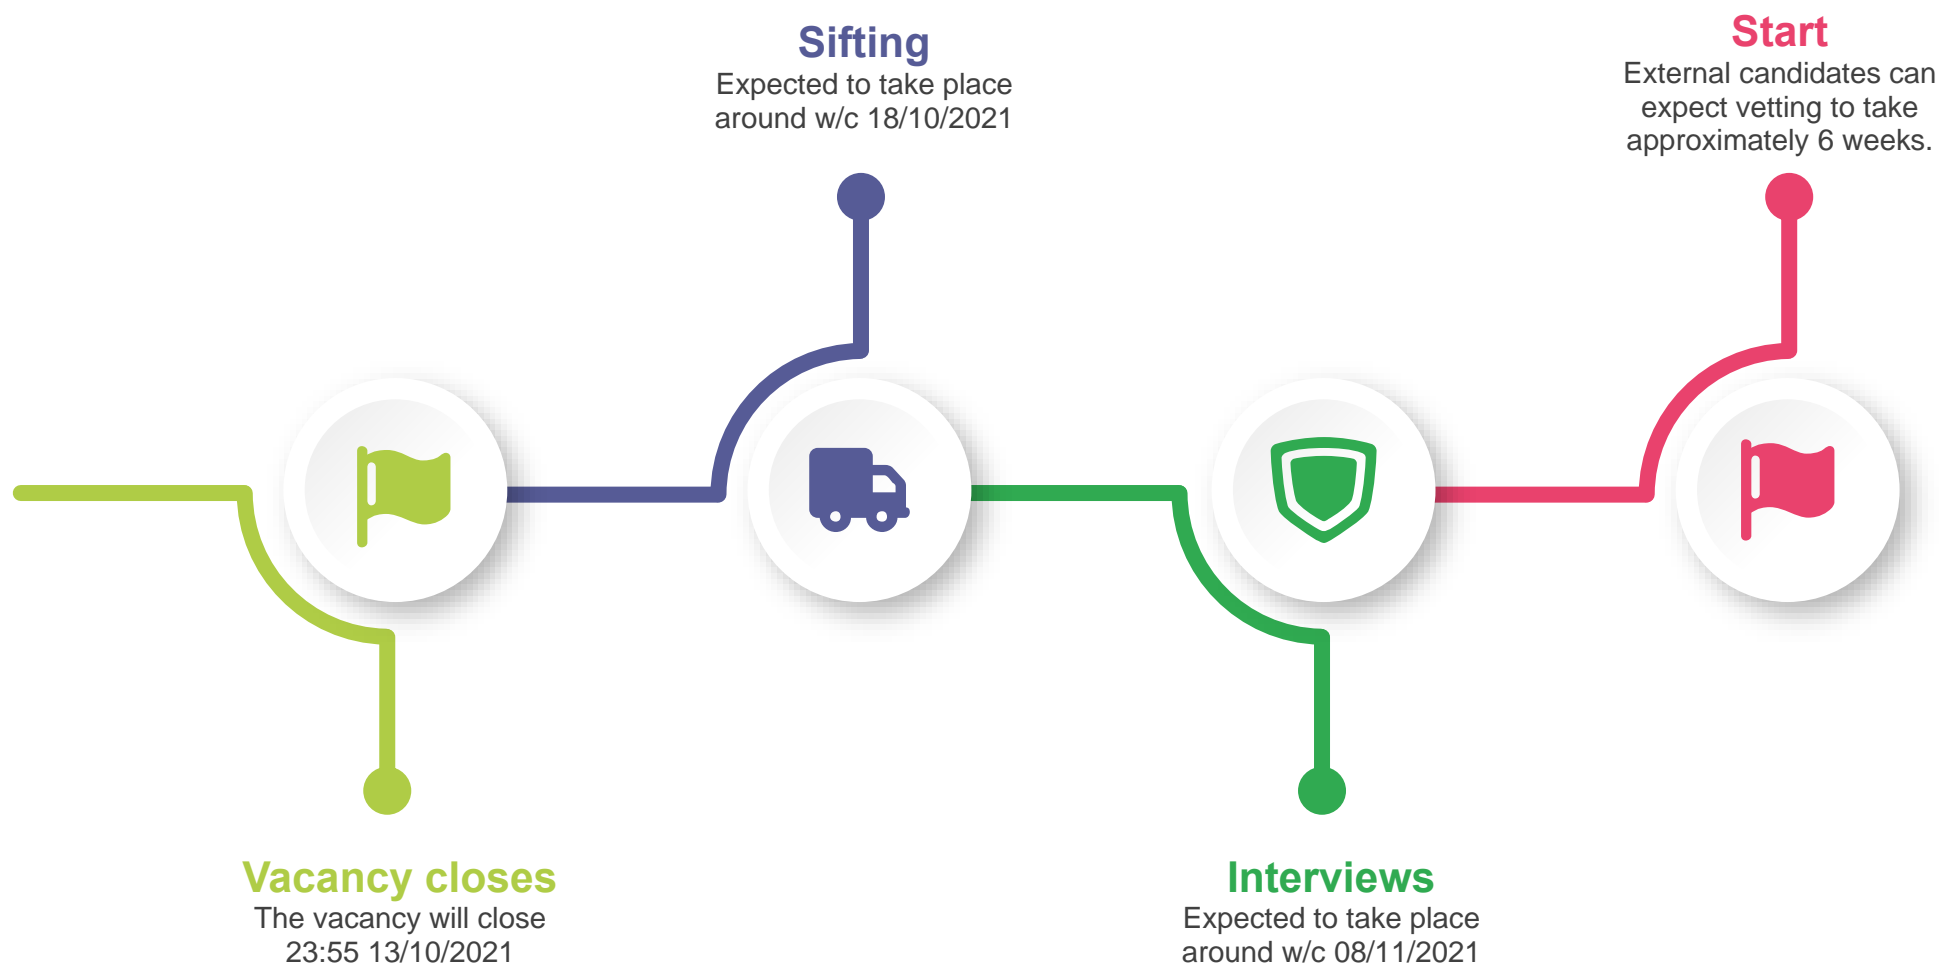 Vacancy closes
The vacancy will close
23:55 13/10/2021
Sifting
Expected to take place
around w/c 18/10/2021
Interviews
Expected to take place
around w/c 08/11/2021
Start
External candidates can
expect vetting to take
approximately 6 weeks.